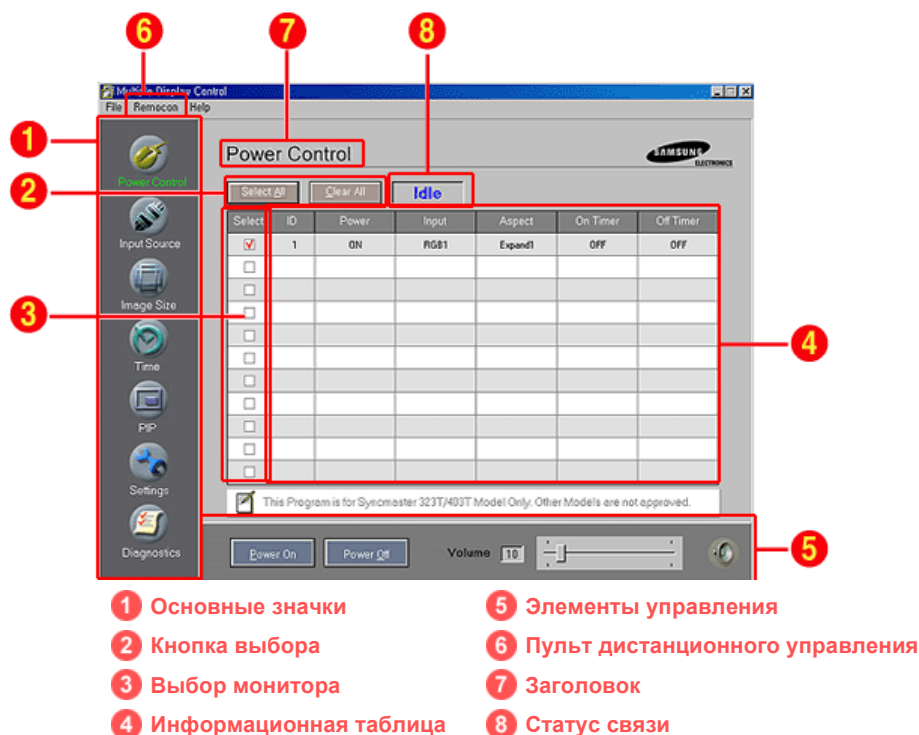 6 7 8
Multiple Display Control
File Remocon Help
1
Power Control
SAMSUNG
ELECTRONICS
Power Control
2
Select All Clear All Idle
Select ID Power Input Aspect On Timer Off Timer
1 ON RGB1 Expand1 OFF OFF
Input Source
Image Size
3
4
Time
PIP
Settings
This Program is for Syncmaster 323T/403T Model Only. Other Models are not approved.
Diagnostics
Power On Power Off Volume 10
5
1 Основные значки
2 Кнопка выбора
3 Выбор монитора
4 Информационная таблица
5 Элементы управления
6 Пульт дистанционного управления
7 Заголовок
8 Статус связи